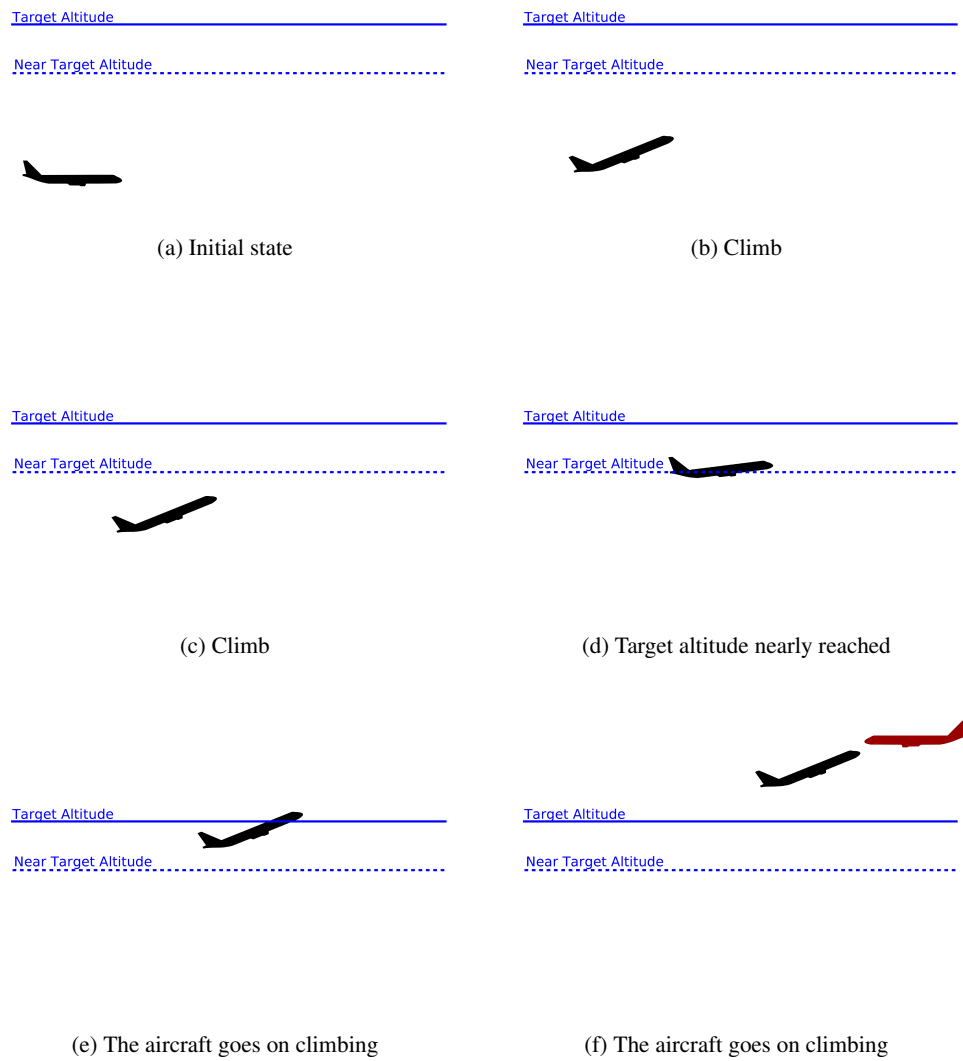 Target Altitude
Near Target Altitude
(a) Initial state
Target Altitude
Near Target Altitude
(b) Climb
Target Altitude
Near Target Altitude
(c) Climb
Target Altitude
Near Target Altitude
(d) Target altitude nearly reached
Target Altitude
Near Target Altitude
(e) The aircraft goes on climbing
Target Altitude
Near Target Altitude
(f) The aircraft goes on climbing